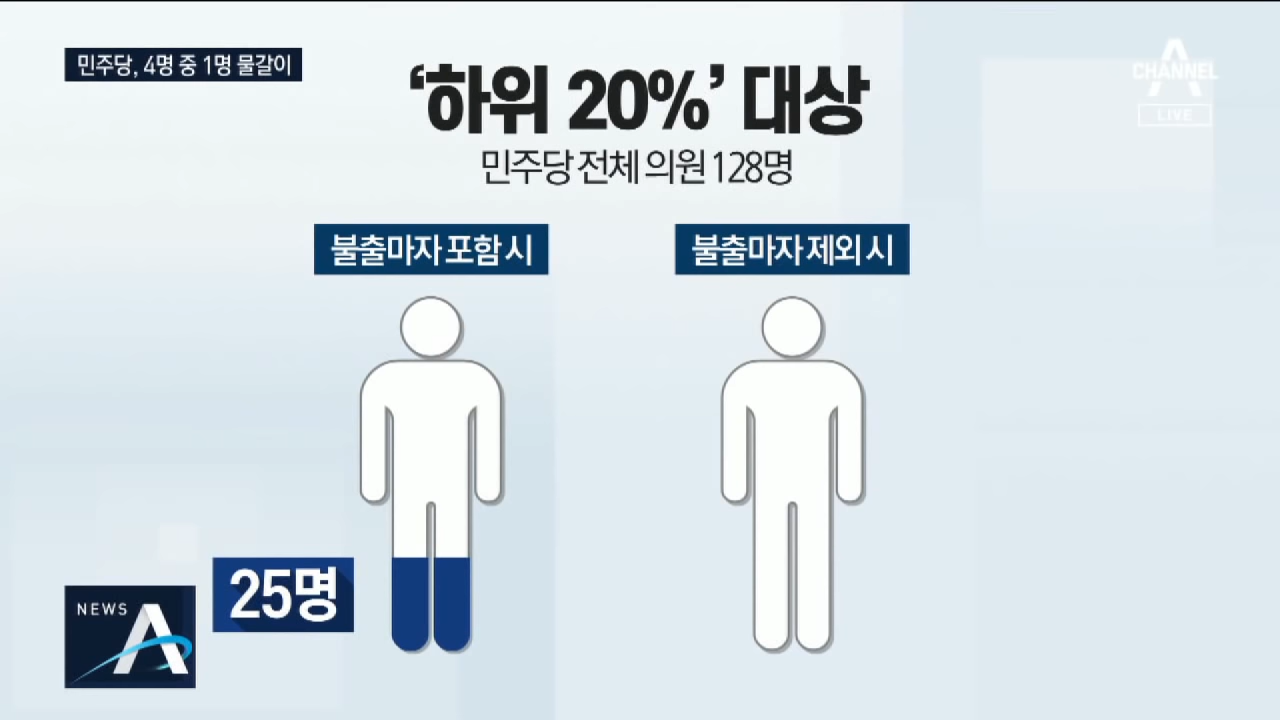 민주당, 4명 중 1명 물갈이
‘하위 20%’ 대상
CHANNEL A
LIVE
민주당 전체 의원 128명
불출마자 포함 시
불출마자 제외 시
25명
NEWS A